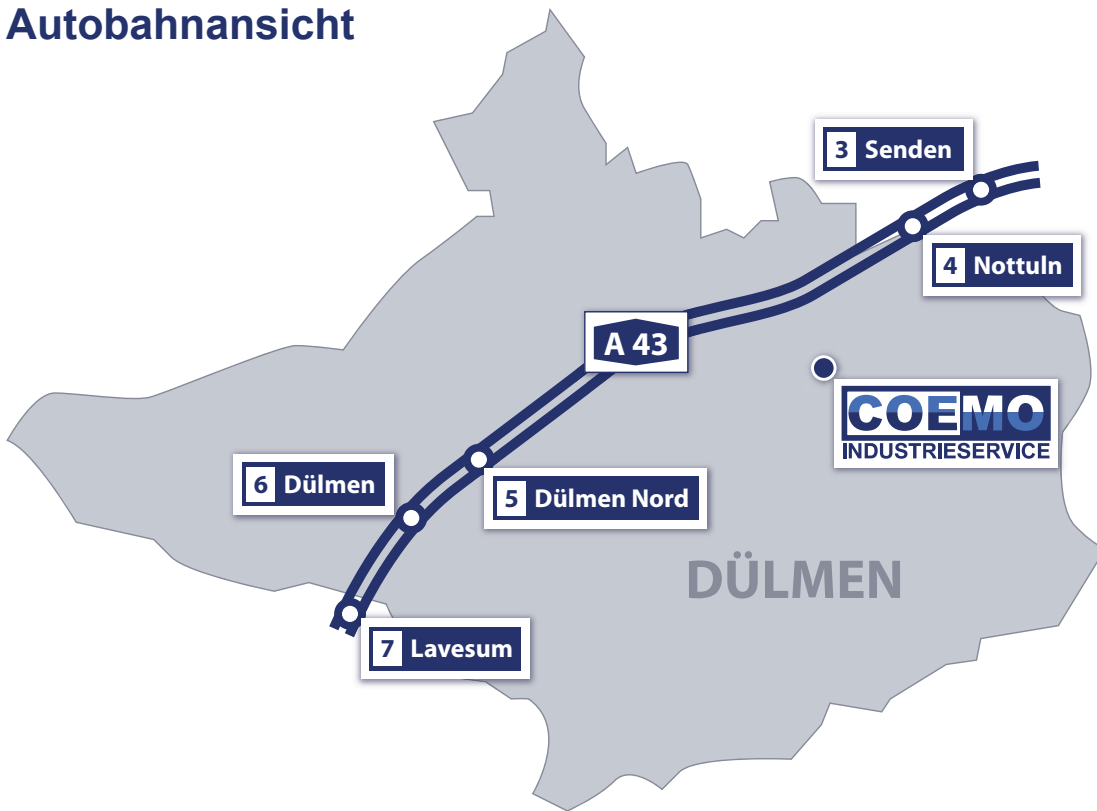 Autobahnansicht
3 Senden
4 Nottuln
A 43
COEMO
INDUSTRIESERVICE
6 Dülmen
5 Dülmen Nord
DÜLMEN
7 Lavesum